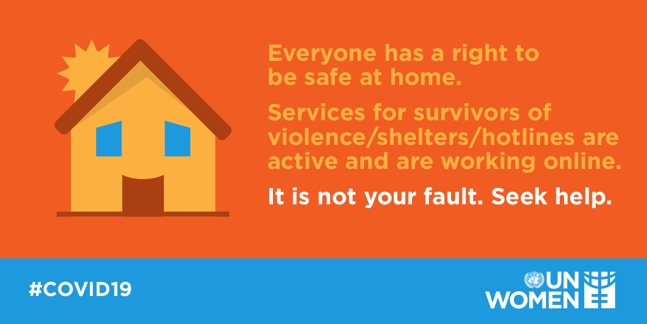 Everyone has a right to
be safe at home.
Services for survivors of
violence/shelters/hotlines are
active and are working online.
It is not your fault. Seek help.
#COVID19
UN
WOMEN